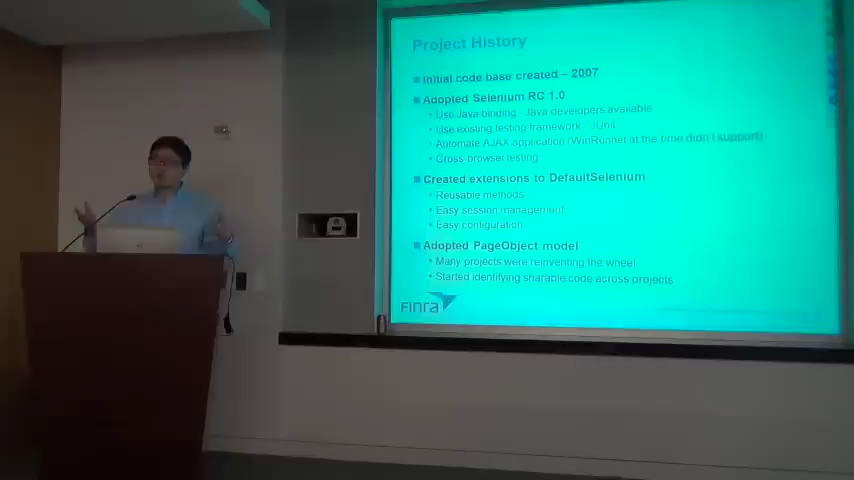 Project History
Initial code base created – 2007
Adopted Selenium RC 1.0
Use Java binding - Java developers available
Use existing testing framework - JUnit
Automate AJAX application (WinRunner at the time didn't support)
Cross-browser testing
Created extensions to DefaultSelenium
Reusable methods
Easy session management
Easy configuration
Adopted PageObject model
Many projects were reinventing the wheel
Started identifying sharable code across projects
Finra